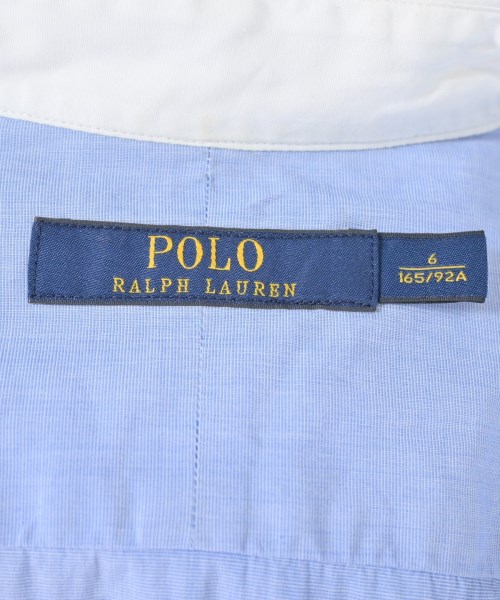 POLO
RALPH LAUREN
6
165/92A